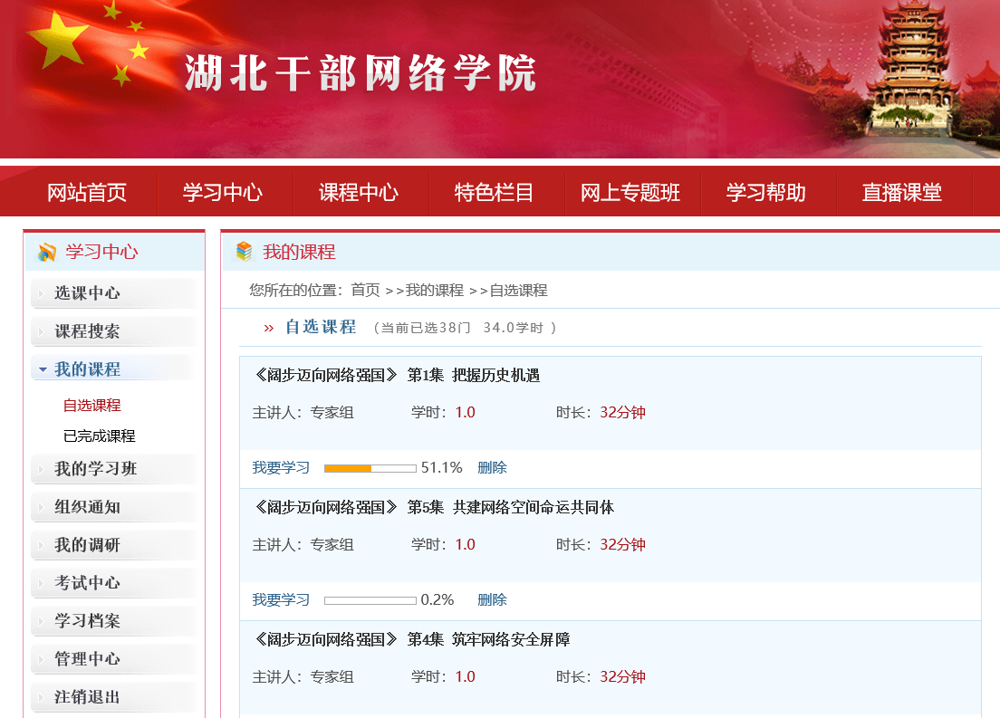 湖北干部网络学院
网站首页 学习中心 课程中心 特色栏目 网上专题班 学习帮助 直播课堂
学习中心
选课中心
课程搜索
我的课程
自选课程
已完成课程
我的学习班
组织通知
我的调研
考试中心
学习档案
管理中心
注销退出
我的课程
您所在的位置：首页 >>我的课程 >>自选课程
» 自选课程 （当前已选38门 34.0学时 ）
《阔步迈向网络强国》 第1集 把握历史机遇
主讲人：专家组 学时：1.0 时长：32分钟
我要学习 51.1% 删除
《阔步迈向网络强国》 第5集 共建网络空间命运共同体
主讲人：专家组 学时：1.0 时长：32分钟
我要学习 0.2% 删除
《阔步迈向网络强国》 第4集 筑牢网络安全屏障
主讲人：专家组 学时：1.0 时长：32分钟